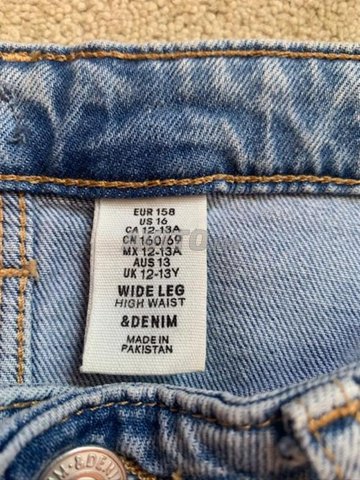 EUR 158
US 16
CA 12-13A
CN 160/69
MX 12-13A
AUS 13
UK 12-13Y
WIDE LEG
HIGH WAIST
&DENIM
MADE IN
PAKISTAN
&DENIM